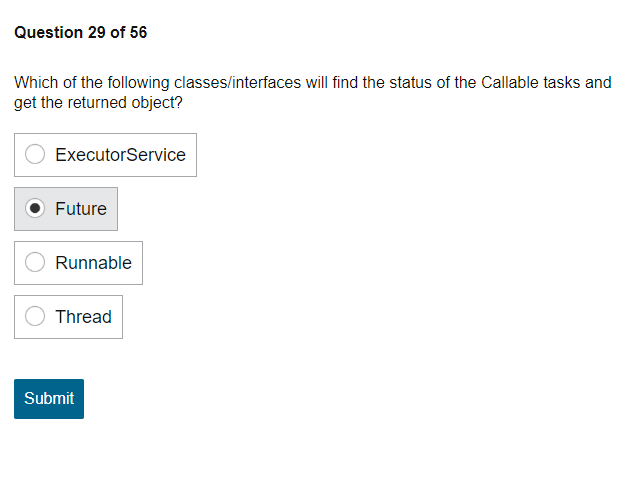 Question 29 of 56
Which of the following classes/interfaces will find the status of the Callable tasks and
get the returned object?
ExecutorService
Future
Runnable
Thread
Submit